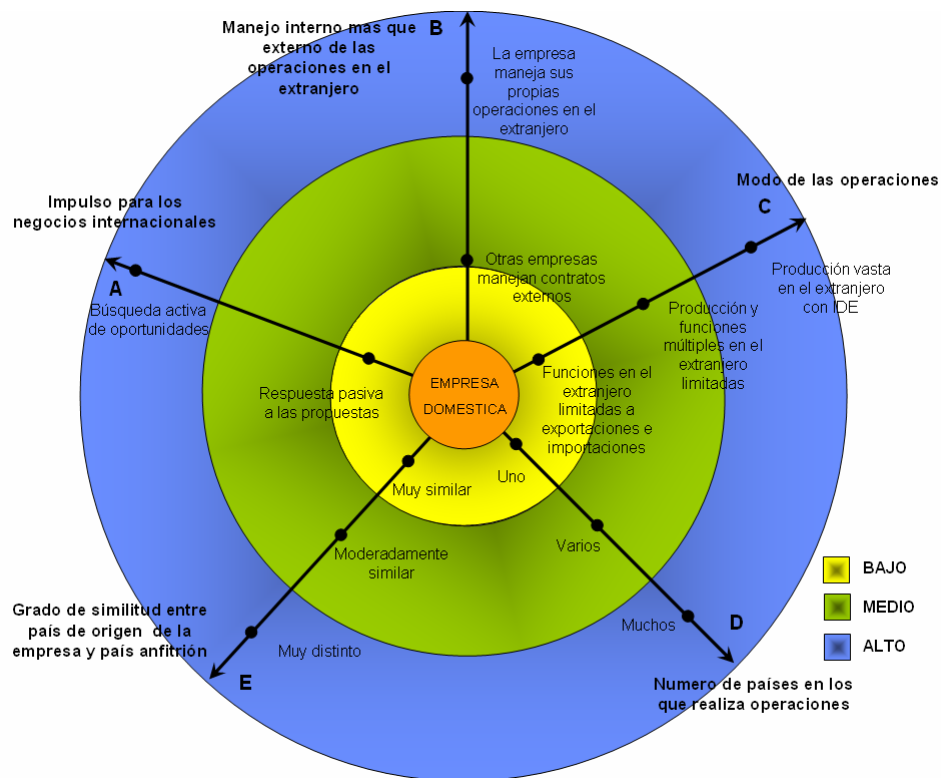 Manejo interno mas que
externo de las
operaciones en el
extranjero
B
La empresa
maneja sus
propias
operaciones en el
extranjero
Modo de las operaciones
C
Producción vasta
en el extranjero
con IDE
Impulso para los
negocios internacionales
A
Búsqueda activa
de oportunidades
Otras empresas
manejan contratos
externos
Producción y
funciones
múltiples en el
extranjero
limitadas
Respuesta pasiva
a las propuestas
EMPRESA
DOMESTICA
Funciones en el
extranjero
limitadas a
exportaciones e
importaciones
Muy similar
Uno
Moderadamente
similar
Varios
Grado de similitud entre
país de origen de la
empresa y país anfitrión
Muy distinto
E
Muchos
D
Numero de países en los
que realiza operaciones
BAJO
MEDIO
ALTO